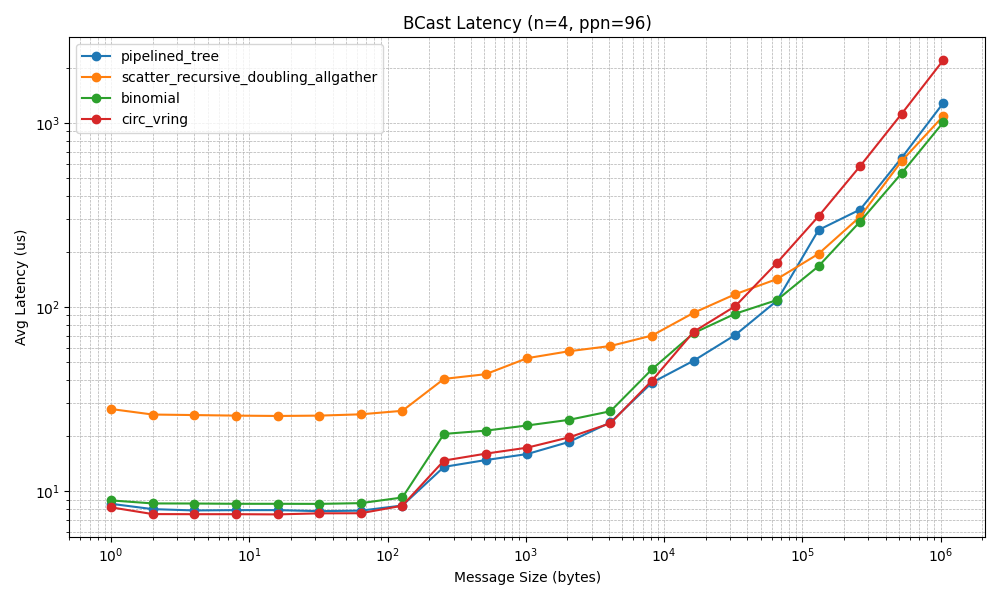 BCast Latency (n=4, ppn=96)
pipelined_tree
scatter_recursive_doubling_allgather
binomial
circ_vring
Avg Latency (us)
10³
10²
10¹
10⁰ 10¹ 10² 10³ 10⁴ 10⁵ 10⁶
Message Size (bytes)